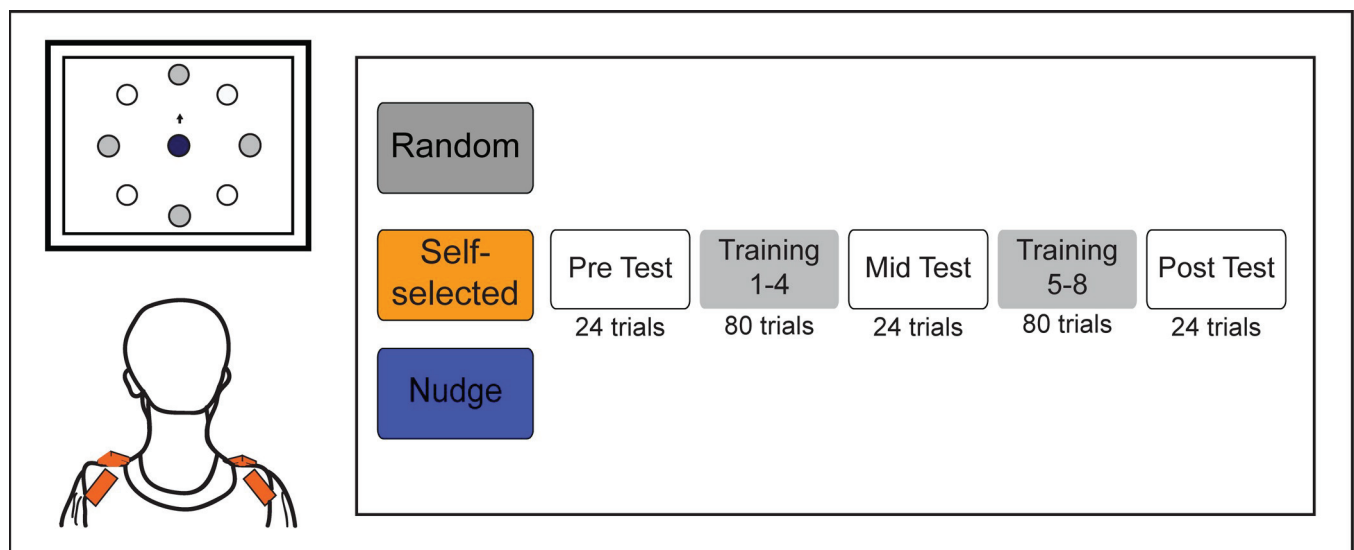 Random
Self-
selected
Nudge
Pre Test
24 trials
Training
1-4
80 trials
Mid Test
24 trials
Training
5-8
80 trials
Post Test
24 trials